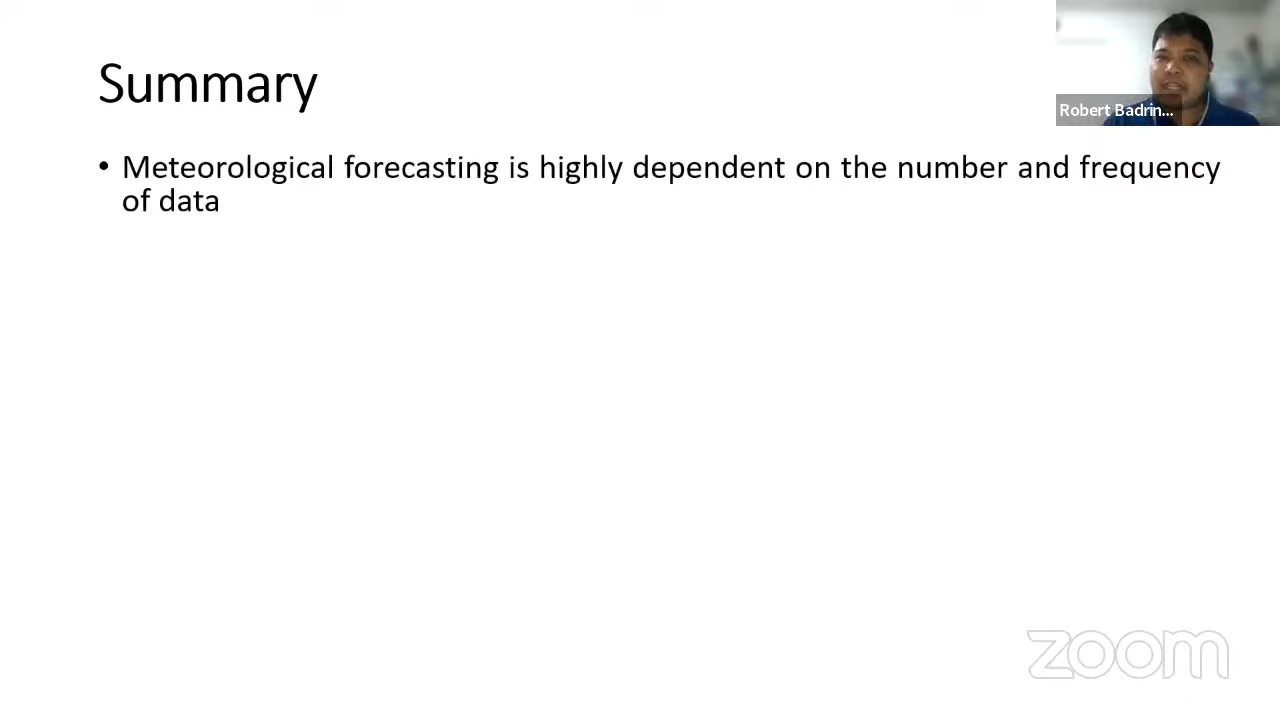 Summary
Robert Badrin...
• Meteorological forecasting is highly dependent on the number and frequency
of data
zoom